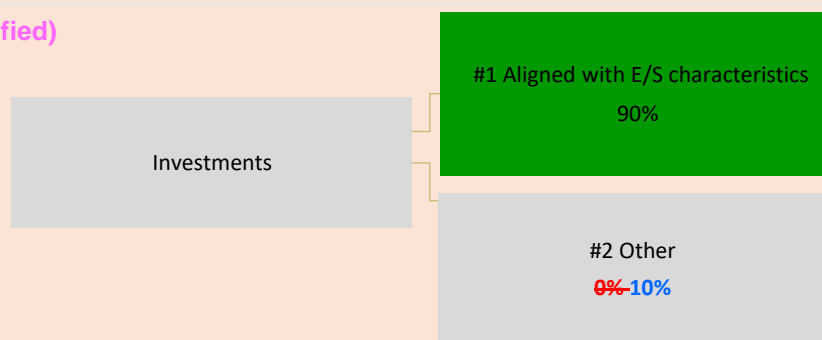 fied)
#1 Aligned with E/S characteristics
90%
Investments
#2 Other
0% 10%